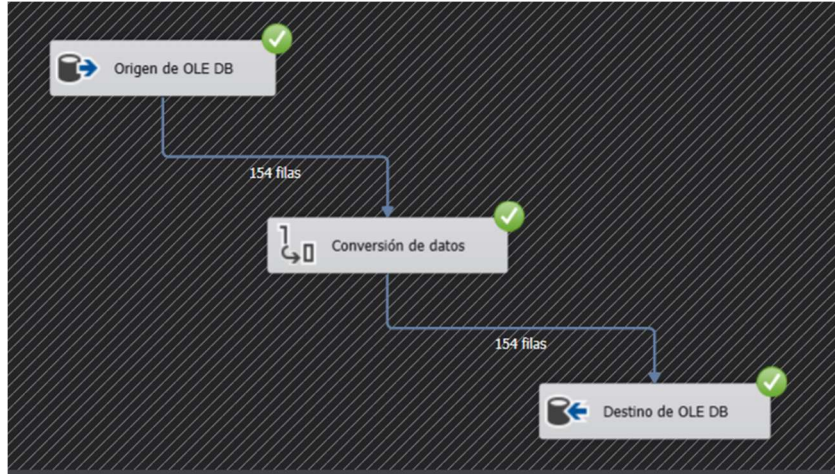 Origen de OLE DB
154 filas
Conversión de datos
154 filas
Destino de OLE DB